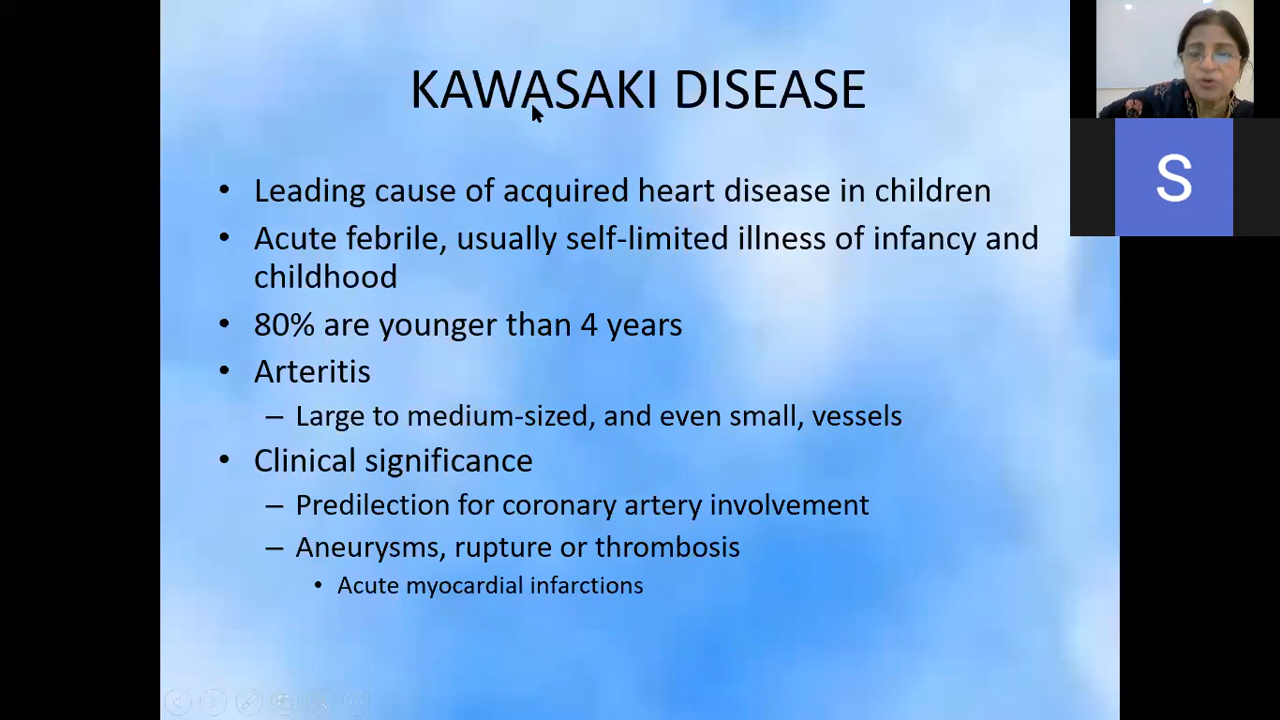 KAWASAKI DISEASE
• Leading cause of acquired heart disease in children
• Acute febrile, usually self-limited illness of infancy and
childhood
• 80% are younger than 4 years
• Arteritis
– Large to medium-sized, and even small, vessels
• Clinical significance
– Predilection for coronary artery involvement
– Aneurysms, rupture or thrombosis
• Acute myocardial infarctions
S